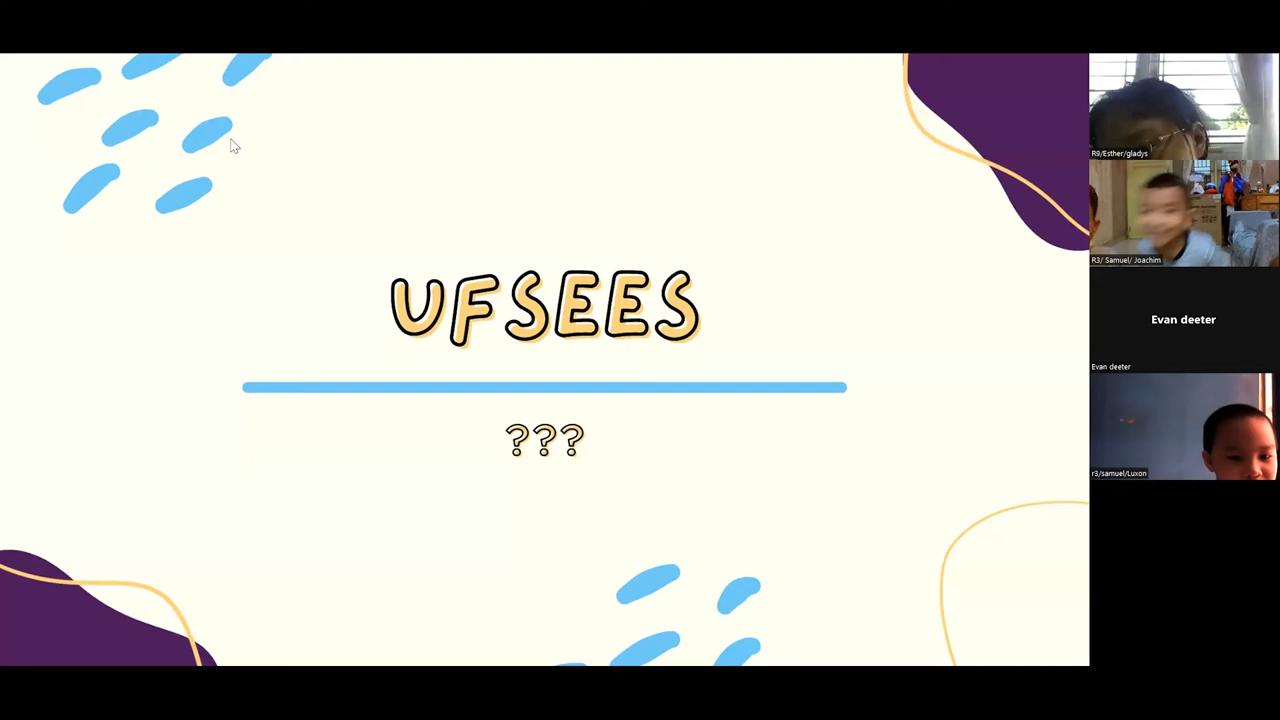 UFSEES
???
R9/Esther/gladys
R3/ Samuel/ Joachim
Evan deeter
Evan deeter
r3/samuel/Luxon